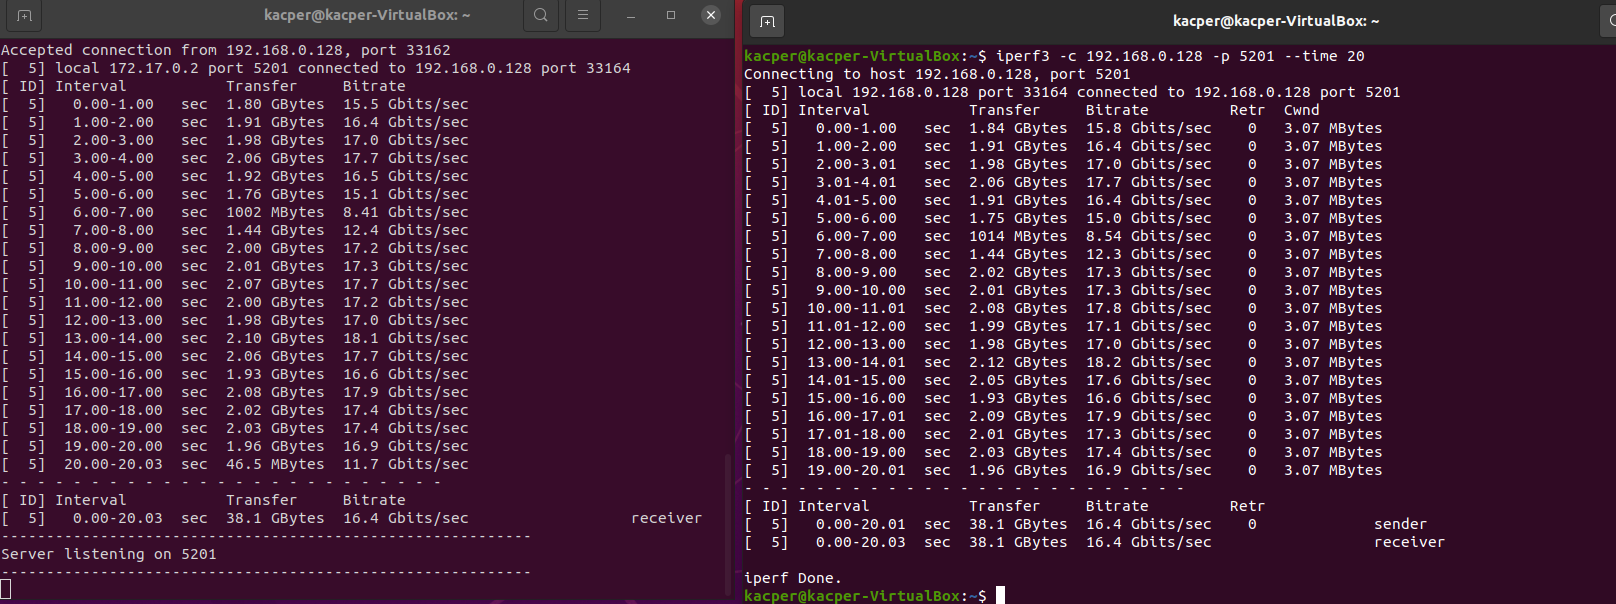 kacper@kacper-VirtualBox: ~
Accepted connection from 192.168.0.128, port 33162
[  5] local 172.17.0.2 port 5201 connected to 192.168.0.128 port 33164
[ ID] Interval           Transfer     Bitrate
[  5]   0.00-1.00   sec  1.80 GBytes  15.5 Gbits/sec
[  5]   1.00-2.00   sec  1.91 GBytes  16.4 Gbits/sec
[  5]   2.00-3.00   sec  1.98 GBytes  17.0 Gbits/sec
[  5]   3.00-4.00   sec  2.06 GBytes  17.7 Gbits/sec
[  5]   4.00-5.00   sec  1.92 GBytes  16.5 Gbits/sec
[  5]   5.00-6.00   sec  1.76 GBytes  15.1 Gbits/sec
[  5]   6.00-7.00   sec  1002 MBytes  8.41 Gbits/sec
[  5]   7.00-8.00   sec  1.44 GBytes  12.4 Gbits/sec
[  5]   8.00-9.00   sec  2.00 GBytes  17.2 Gbits/sec
[  5]   9.00-10.00  sec  2.01 GBytes  17.3 Gbits/sec
[  5]  10.00-11.00  sec  2.07 GBytes  17.7 Gbits/sec
[  5]  11.00-12.00  sec  2.00 GBytes  17.2 Gbits/sec
[  5]  12.00-13.00  sec  1.98 GBytes  17.0 Gbits/sec
[  5]  13.00-14.00  sec  2.10 GBytes  18.1 Gbits/sec
[  5]  14.00-15.00  sec  2.06 GBytes  17.7 Gbits/sec
[  5]  15.00-16.00  sec  1.93 GBytes  16.6 Gbits/sec
[  5]  16.00-17.00  sec  2.08 GBytes  17.9 Gbits/sec
[  5]  17.00-18.00  sec  2.02 GBytes  17.4 Gbits/sec
[  5]  18.00-19.00  sec  2.03 GBytes  17.4 Gbits/sec
[  5]  19.00-20.00  sec  1.96 GBytes  16.9 Gbits/sec
[  5]  20.00-20.03  sec  46.5 MBytes  11.7 Gbits/sec
- - - - - - - - - - - - - - - - - - - - - - - - -
[ ID] Interval           Transfer     Bitrate
[  5]   0.00-20.03  sec  38.1 GBytes  16.4 Gbits/sec                  receiver
-----------------------------------------------------------
Server listening on 5201
-----------------------------------------------------------
kacper@kacper-VirtualBox: ~
kacper@kacper-VirtualBox:~$ iperf3 -c 192.168.0.128 -p 5201 --time 20
Connecting to host 192.168.0.128, port 5201
[  5] local 192.168.0.128 port 33164 connected to 192.168.0.128 port 5201
[ ID] Interval           Transfer     Bitrate         Retr  Cwnd
[  5]   0.00-1.00   sec  1.84 GBytes  15.8 Gbits/sec    0   3.07 MBytes
[  5]   1.00-2.00   sec  1.91 GBytes  16.4 Gbits/sec    0   3.07 MBytes
[  5]   2.00-3.01   sec  1.98 GBytes  17.0 Gbits/sec    0   3.07 MBytes
[  5]   3.01-4.01   sec  2.06 GBytes  17.7 Gbits/sec    0   3.07 MBytes
[  5]   4.01-5.00   sec  1.91 GBytes  16.4 Gbits/sec    0   3.07 MBytes
[  5]   5.00-6.00   sec  1.75 GBytes  15.0 Gbits/sec    0   3.07 MBytes
[  5]   6.00-7.00   sec  1014 MBytes  8.54 Gbits/sec    0   3.07 MBytes
[  5]   7.00-8.00   sec  1.44 GBytes  12.3 Gbits/sec    0   3.07 MBytes
[  5]   8.00-9.00   sec  2.02 GBytes  17.3 Gbits/sec    0   3.07 MBytes
[  5]   9.00-10.00  sec  2.01 GBytes  17.3 Gbits/sec    0   3.07 MBytes
[  5]  10.00-11.01  sec  2.08 GBytes  17.8 Gbits/sec    0   3.07 MBytes
[  5]  11.01-12.00  sec  1.99 GBytes  17.1 Gbits/sec    0   3.07 MBytes
[  5]  12.00-13.00  sec  1.98 GBytes  17.0 Gbits/sec    0   3.07 MBytes
[  5]  13.00-14.01  sec  2.12 GBytes  18.2 Gbits/sec    0   3.07 MBytes
[  5]  14.01-15.00  sec  2.05 GBytes  17.6 Gbits/sec    0   3.07 MBytes
[  5]  15.00-16.00  sec  1.93 GBytes  16.6 Gbits/sec    0   3.07 MBytes
[  5]  16.00-17.01  sec  2.09 GBytes  17.9 Gbits/sec    0   3.07 MBytes
[  5]  17.01-18.00  sec  2.01 GBytes  17.3 Gbits/sec    0   3.07 MBytes
[  5]  18.00-19.00  sec  2.03 GBytes  17.4 Gbits/sec    0   3.07 MBytes
[  5]  19.00-20.01  sec  1.96 GBytes  16.9 Gbits/sec    0   3.07 MBytes
- - - - - - - - - - - - - - - - - - - - - - - - -
[ ID] Interval           Transfer     Bitrate         Retr
[  5]   0.00-20.01  sec  38.1 GBytes  16.4 Gbits/sec    0             sender
[  5]   0.00-20.03  sec  38.1 GBytes  16.4 Gbits/sec                  receiver
iperf Done.
kacper@kacper-VirtualBox:~$